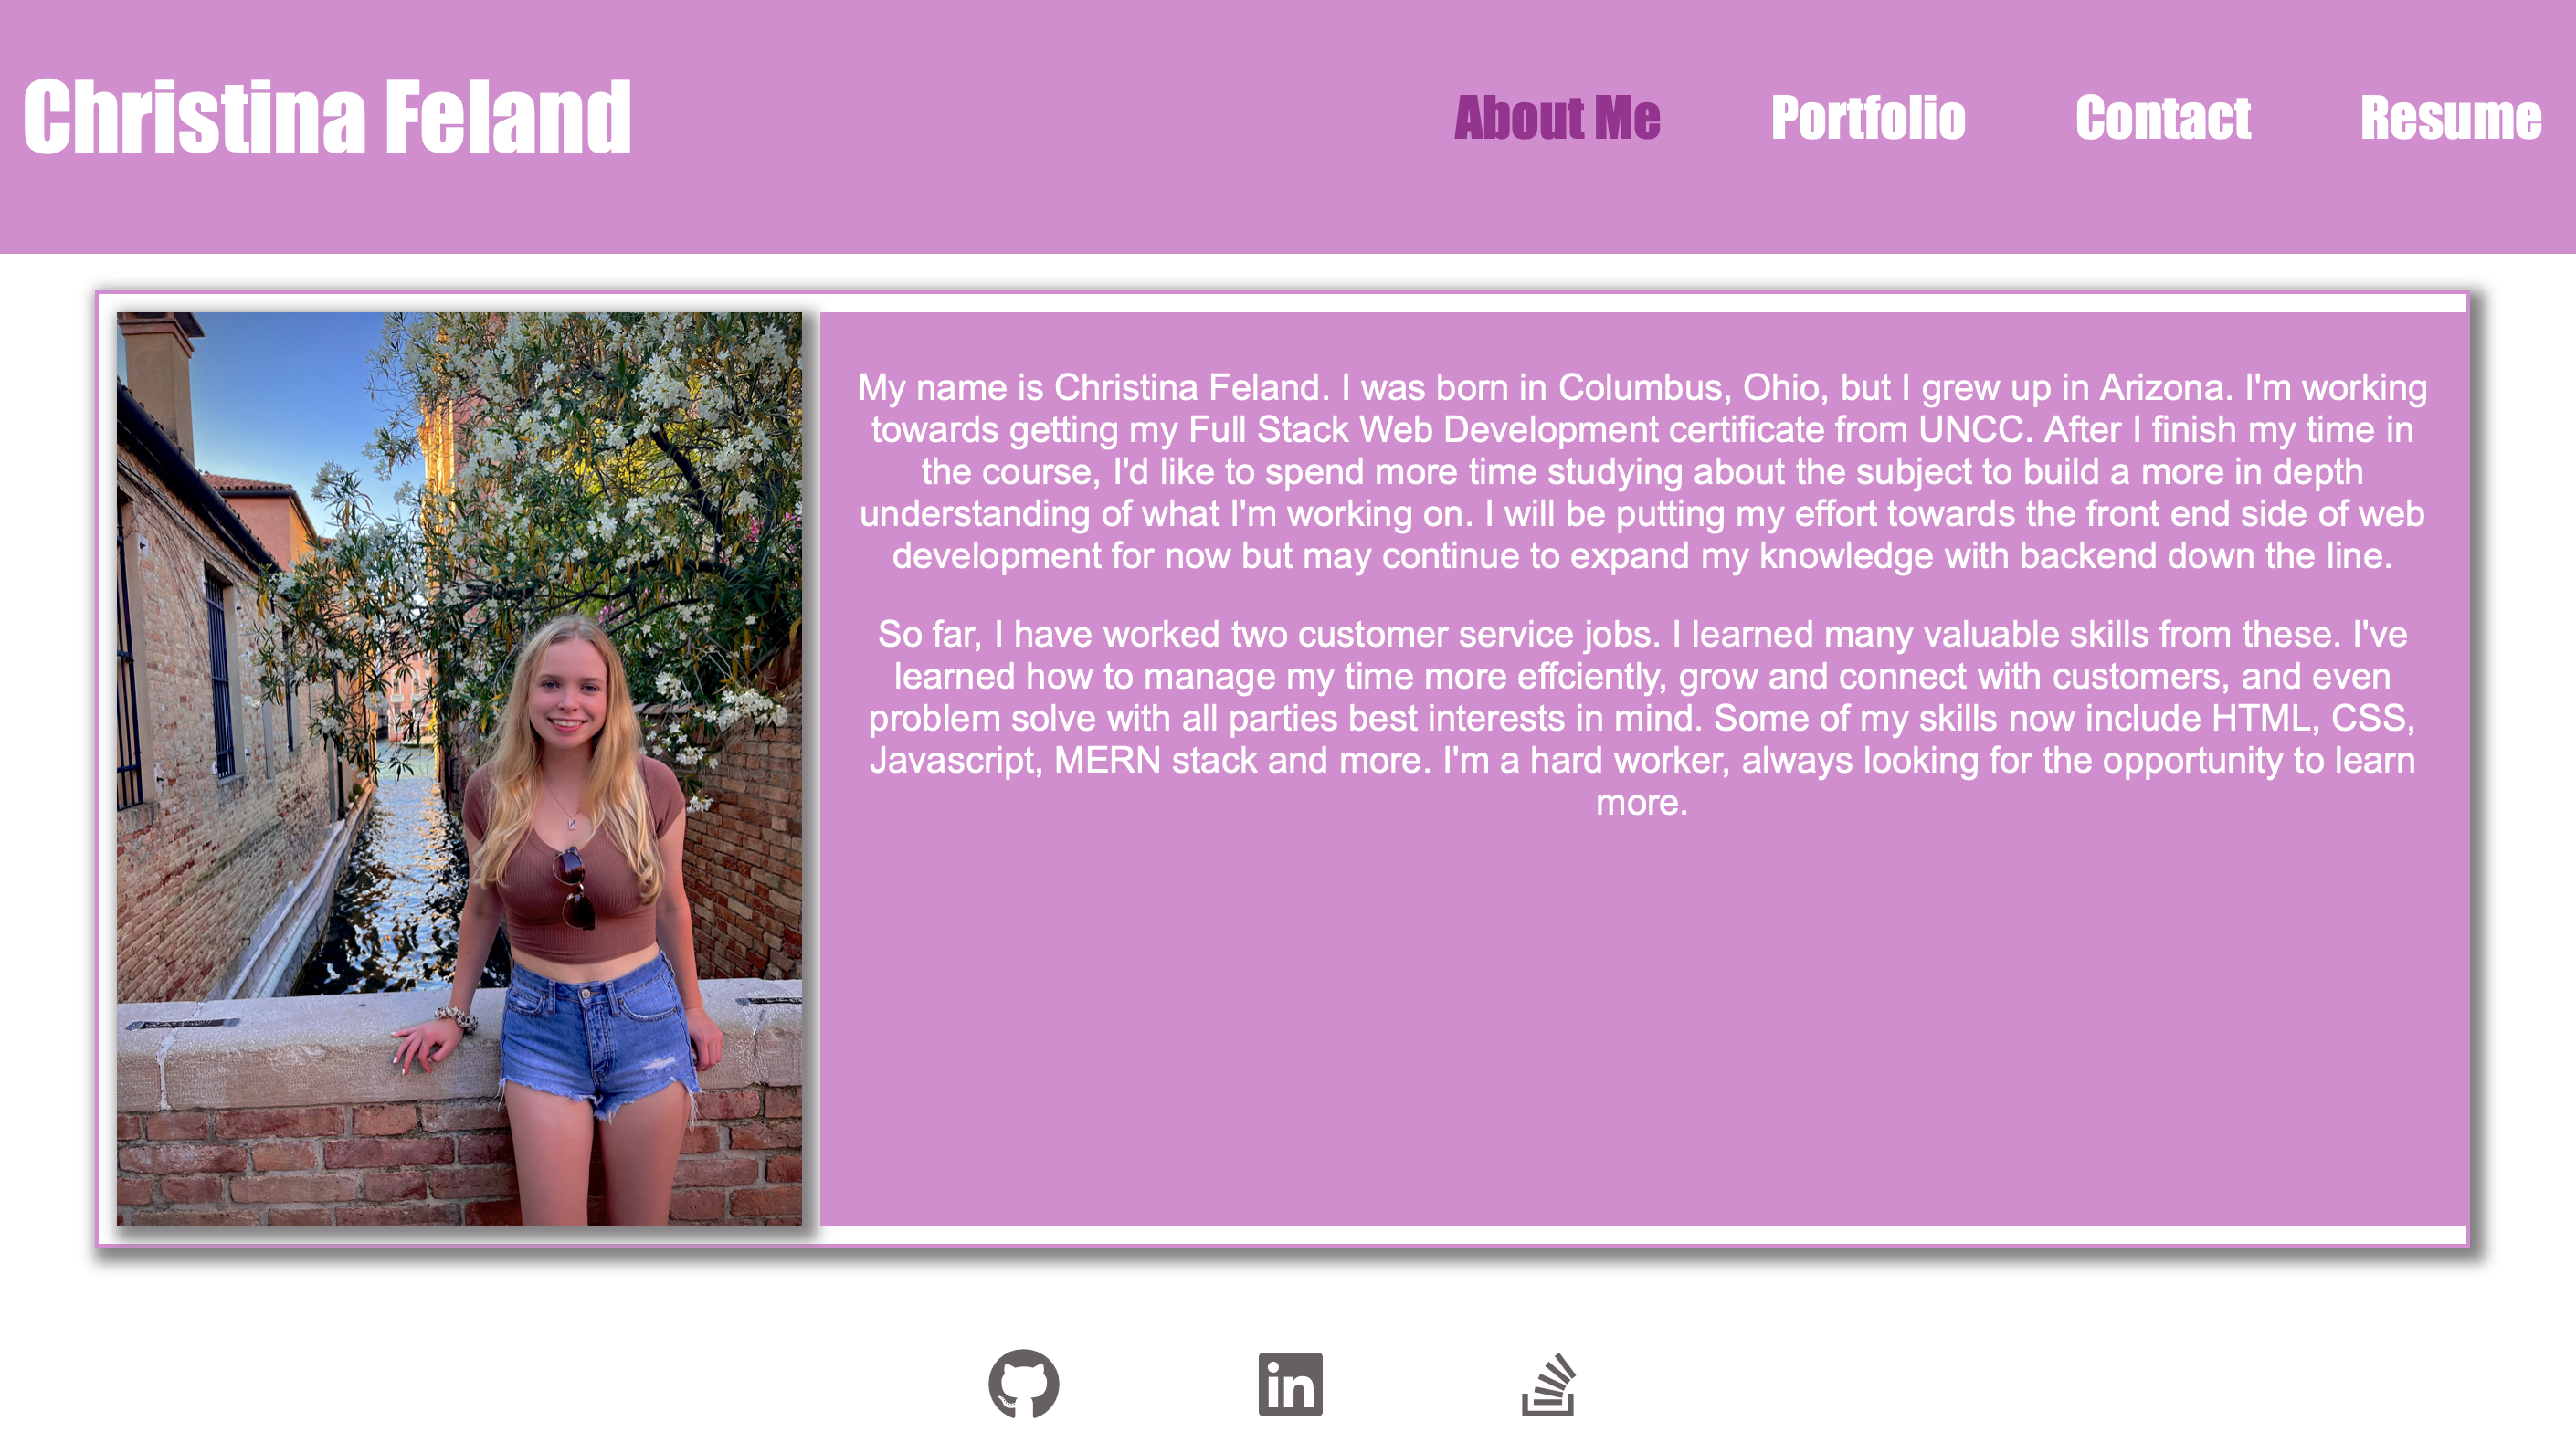 Christina Feland
About Me
Portfolio
Contact
Resume
My name is Christina Feland. I was born in Columbus, Ohio, but I grew up in Arizona. I'm working
towards getting my Full Stack Web Development certificate from UNCC. After I finish my time in
the course, I'd like to spend more time studying about the subject to build a more in depth
understanding of what I'm working on. I will be putting my effort towards the front end side of web
development for now but may continue to expand my knowledge with backend down the line.
So far, I have worked two customer service jobs. I learned many valuable skills from these. I've
learned how to manage my time more effciently, grow and connect with customers, and even
problem solve with all parties best interests in mind. Some of my skills now include HTML, CSS,
Javascript, MERN stack and more. I'm a hard worker, always looking for the opportunity to learn
more.
in